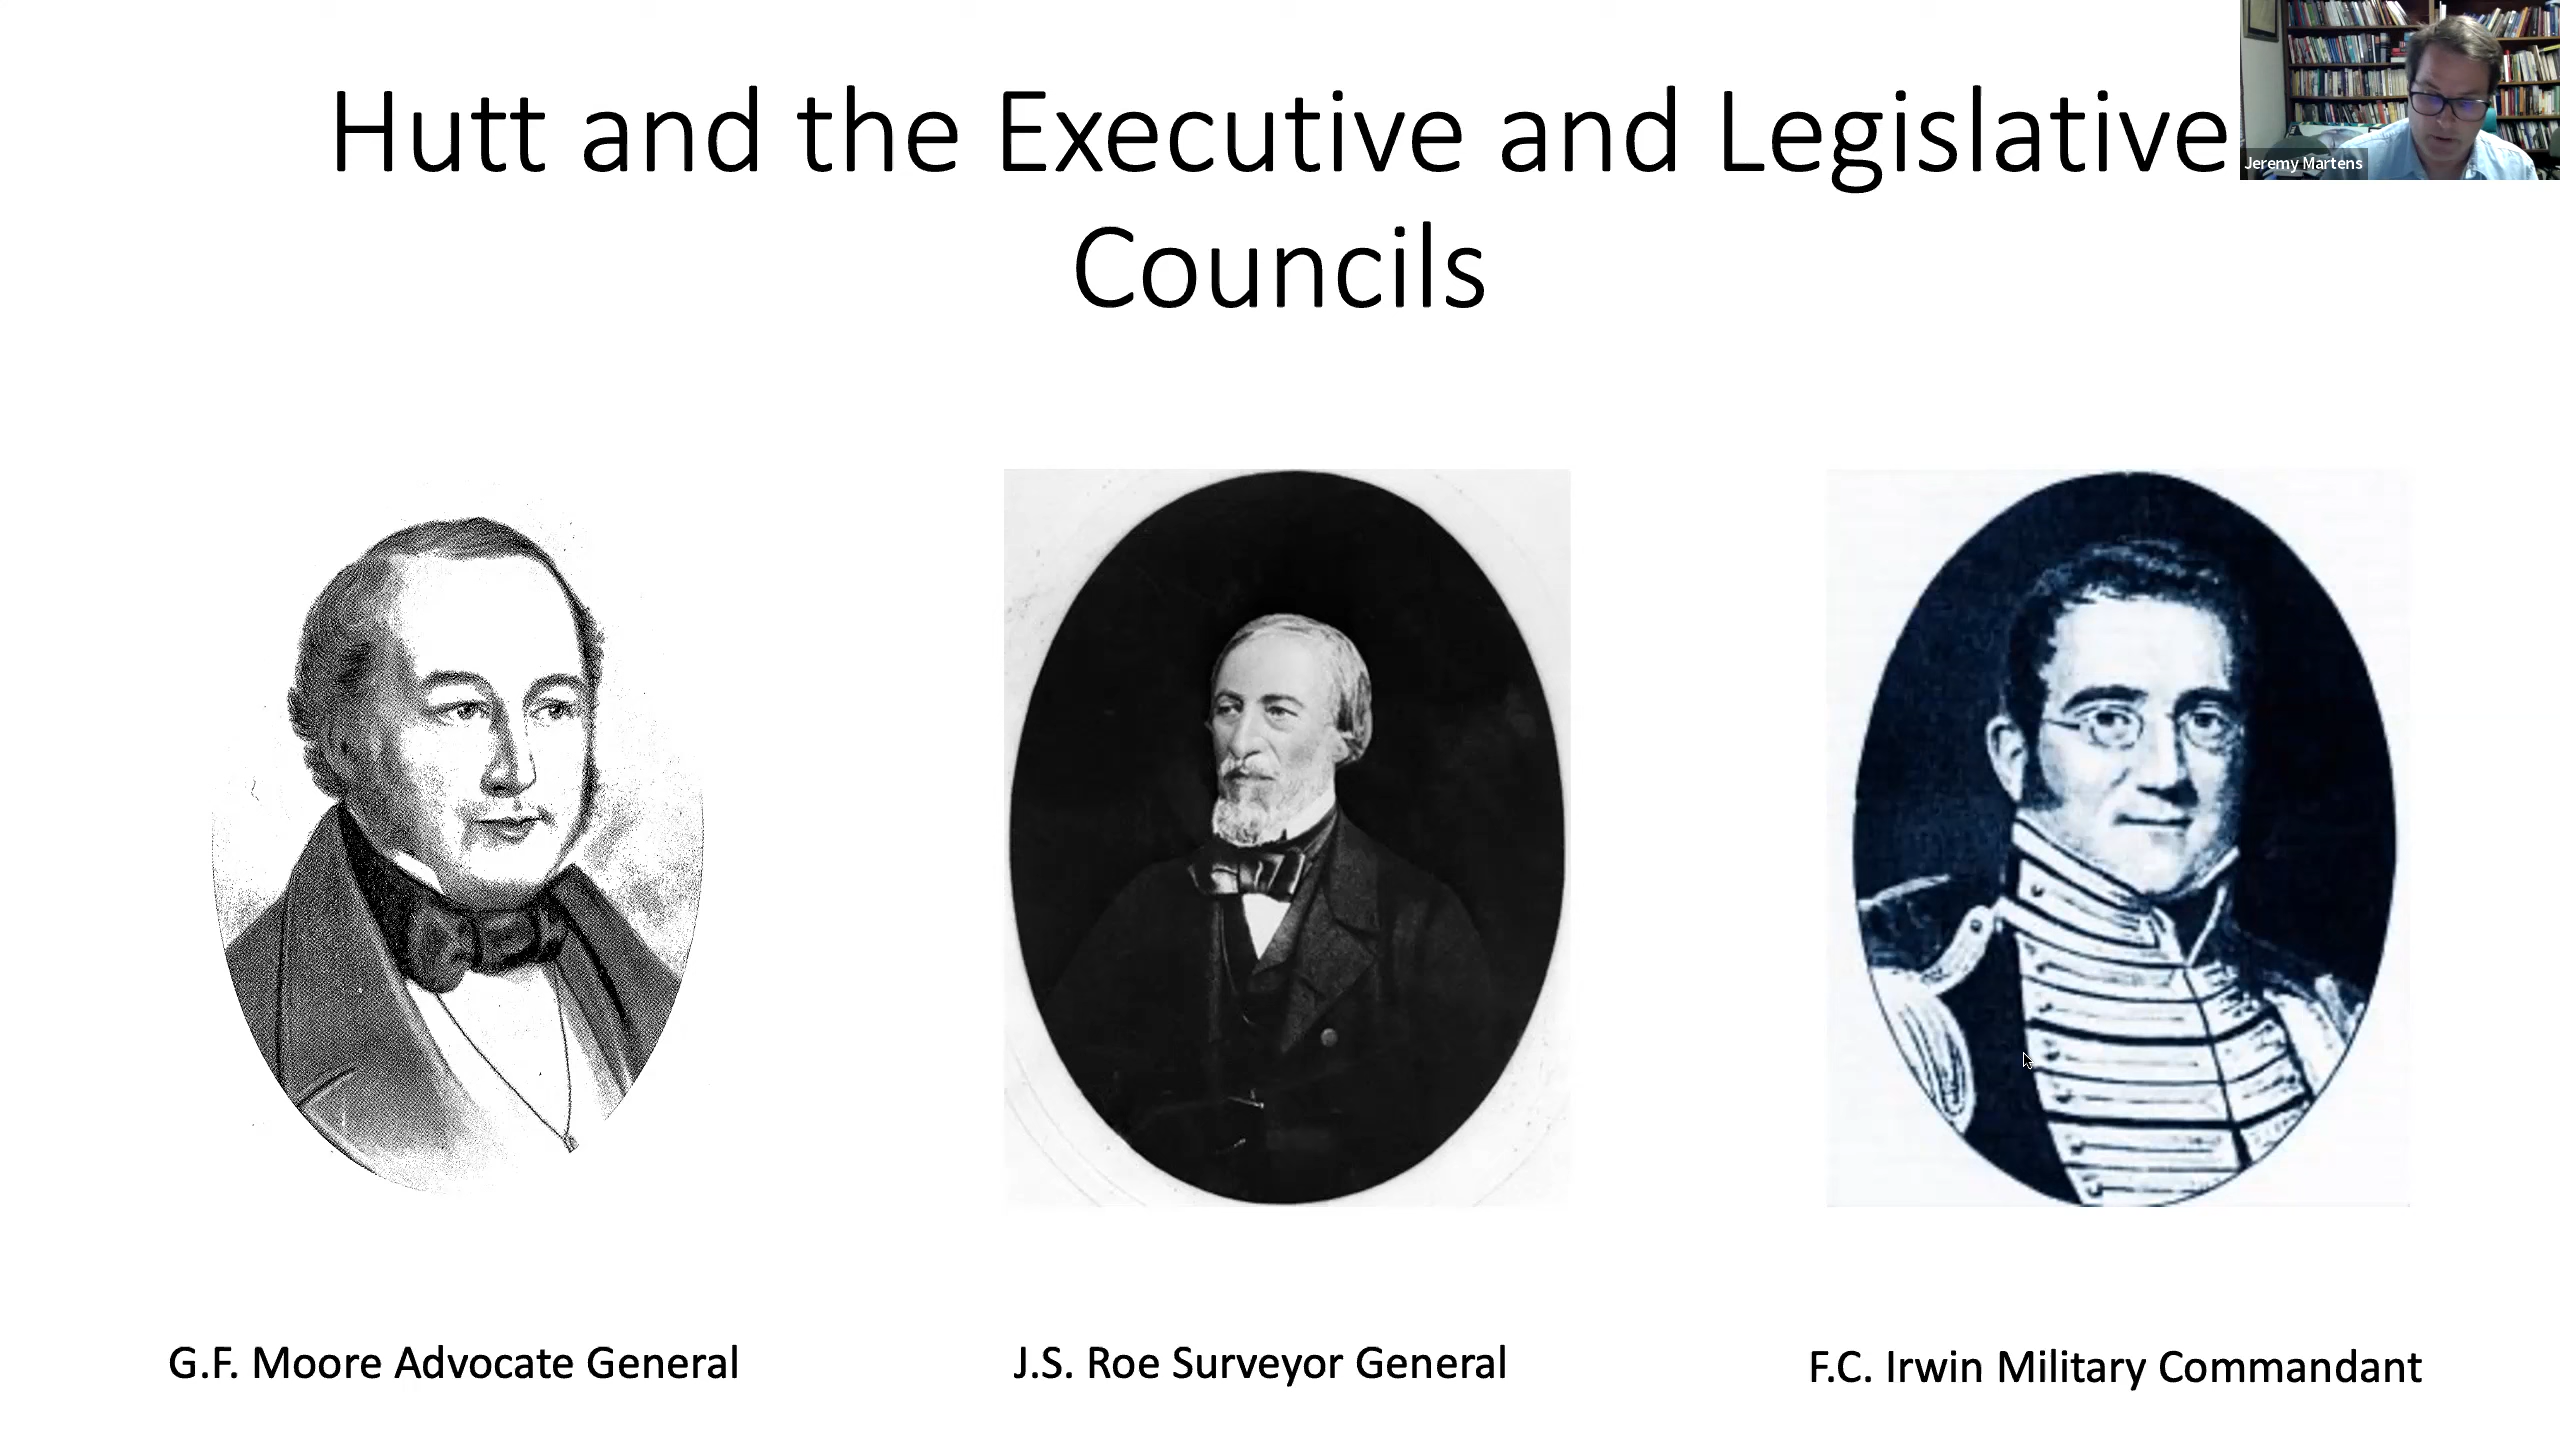 Hutt and the Executive and Legislative
Councils
Jeremy Martens
G.F. Moore Advocate General
J.S. Roe Surveyor General
F.C. Irwin Military Commandant